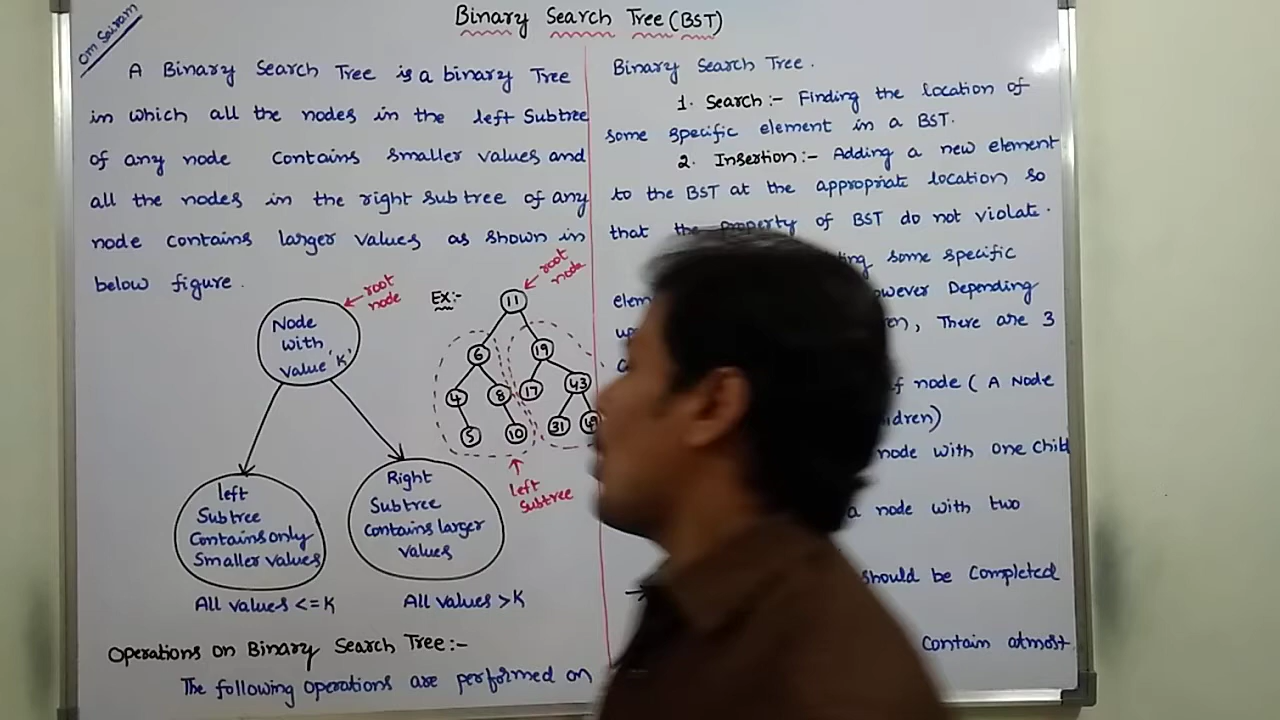 Om Sairam
Binary Search Tree (BST)
A Binary Search Tree is a binary Tree
in which all the nodes in the left Subtree
of any node Contains smaller values and
all the nodes in the right subtree of any
node contains larger values as shown in
below figure.
root
node
Node
with
value 'K'
left
Subtree
Contains only
Smaller values
All values <=K
Right
Subtree
Contains larger
values
All values >K
Ex:-
root
node
11
6
19
4
8
17
43
5
10
31
49
left
Subtree
Operations on Binary Search Tree:-
The following operations are performed on
Binary Search Tree.
1. Search :- Finding the location of
some specific element in a BST.
2. Insertion :- Adding a new element
to the BST at the appropriate location so
that the property of BST do not violate.
some specific
elem However Depending
There are 3
node ( A Node
node with one Child
a node with two
should be Completed
Contain atmost